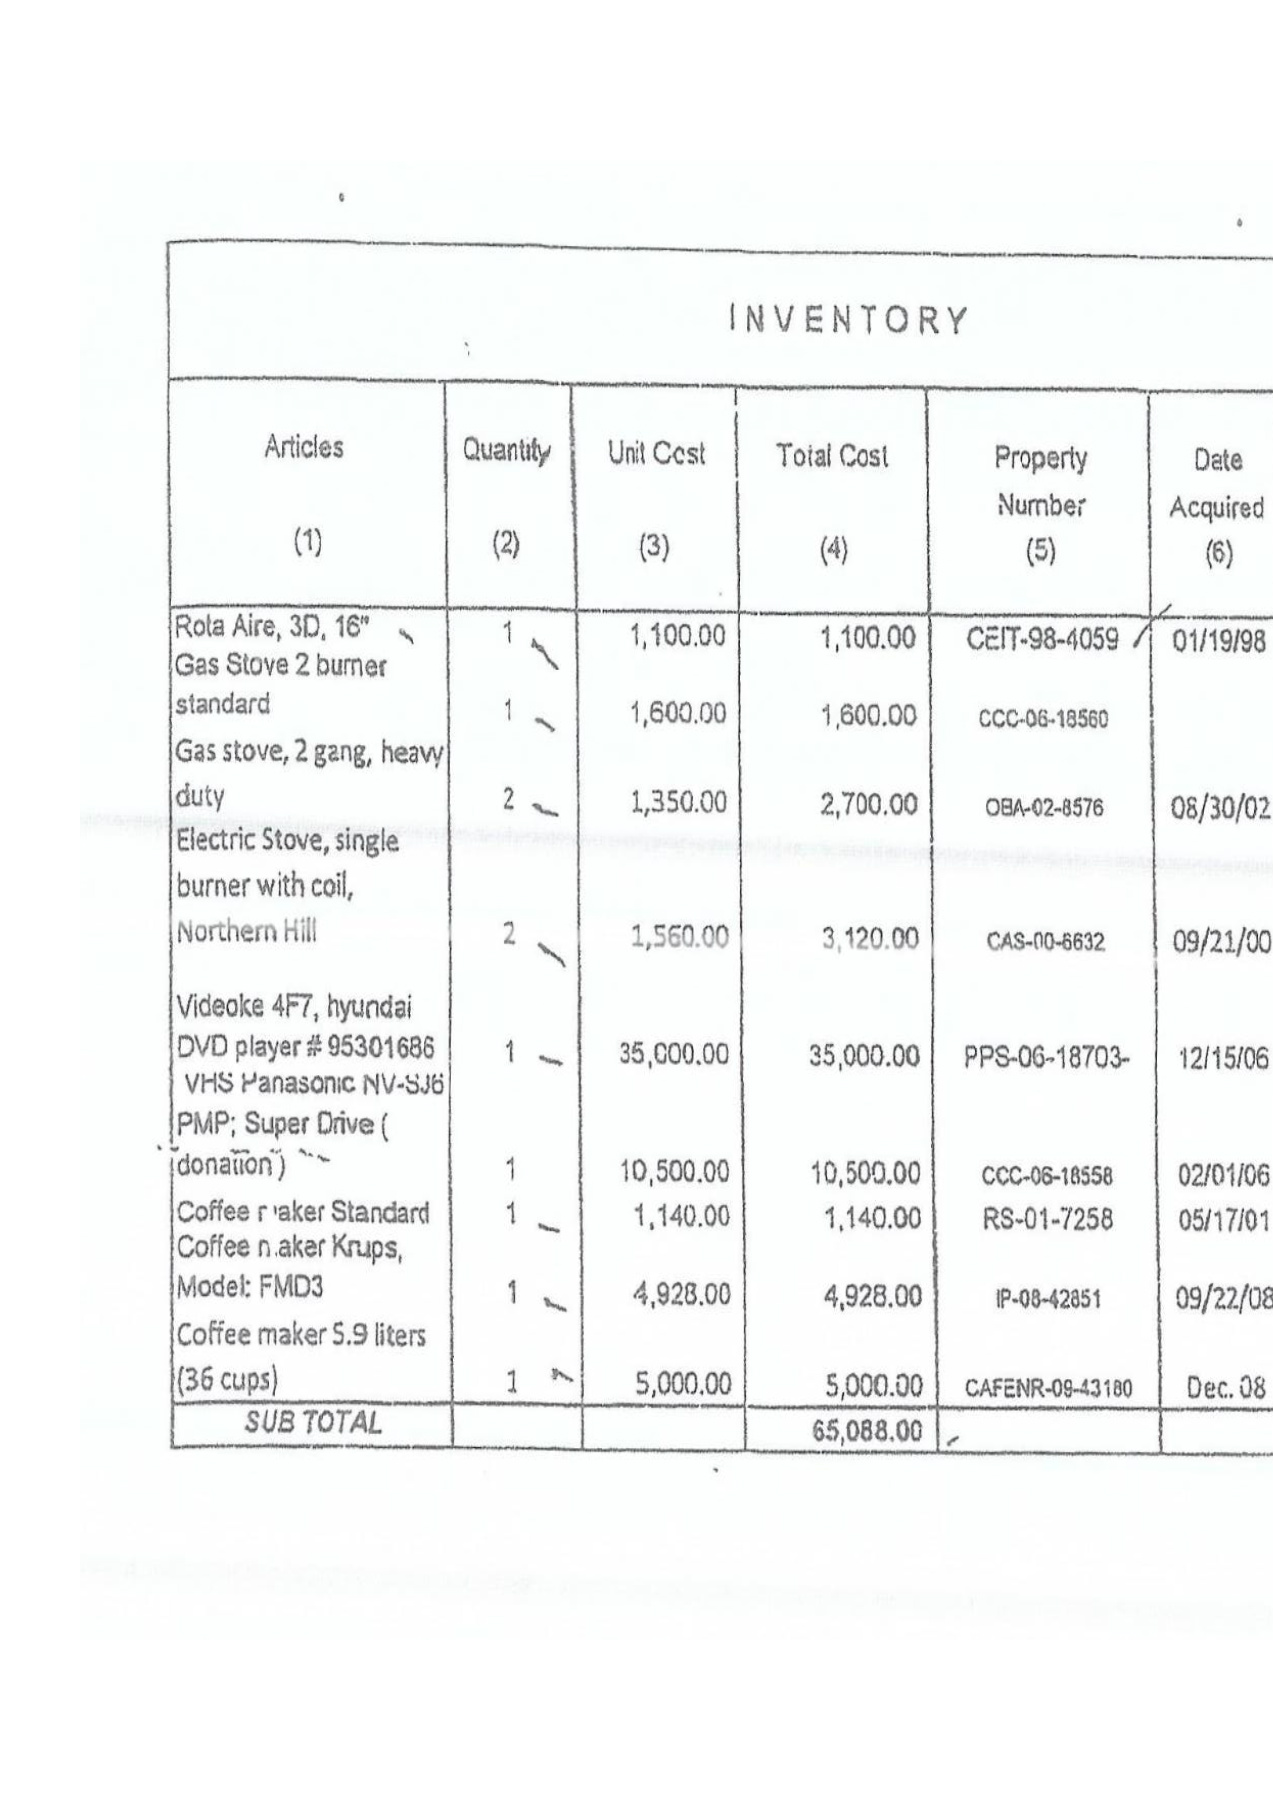 INVENTORY
Articles Quantity Unit Cost Total Cost Property Date
Number Acquired
(1) (2) (3) (4) (5) (6)
Rota Aire, 3D, 16" 1 1,100.00 1,100.00 CEIT-98-4059 01/19/98
Gas Stove 2 burner
standard 1 1,600.00 1,600.00 CCC-06-18560
Gas stove, 2 gang, heavy
duty 2 1,350.00 2,700.00 OBA-02-8576 08/30/02
Electric Stove, single
burner with coil,
Northern Hill 2 1,560.00 3,120.00 CAS-00-6632 09/21/00
Videoke 4F7, hyundai
DVD player # 95301686 1 35,000.00 35,000.00 PPS-06-18703- 12/15/06
VHS Panasonic NV-SJ6
PMP; Super Drive (
donation) 1 10,500.00 10,500.00 CCC-06-18558 02/01/06
Coffee maker Standard 1 1,140.00 1,140.00 RS-01-7258 05/17/01
Coffee maker Krups,
Model: FMD3 1 4,928.00 4,928.00 IP-08-42851 09/22/08
Coffee maker 5.9 liters
(36 cups) 1 5,000.00 5,000.00 CAFENR-09-43180 Dec. 08
SUB TOTAL 65,088.00